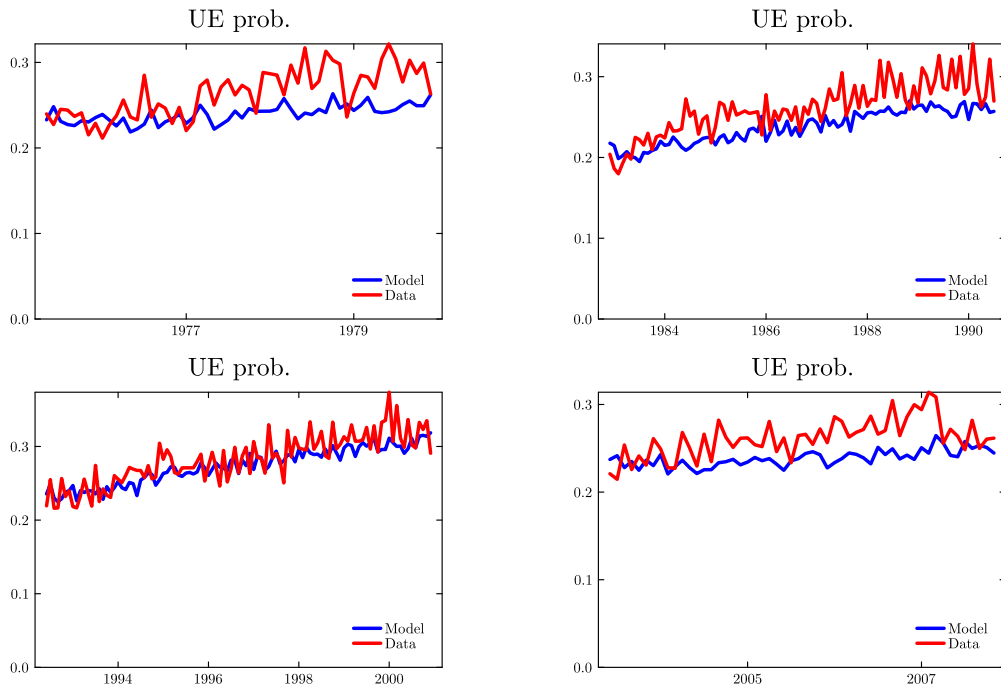 UE prob.
0.3
0.2
0.1
0.0
1977 1979
Model
Data
UE prob.
0.3
0.2
0.1
0.0
1984 1986 1988 1990
Model
Data
UE prob.
0.3
0.2
0.1
0.0
1994 1996 1998 2000
Model
Data
UE prob.
0.3
0.2
0.1
0.0
2005 2007
Model
Data